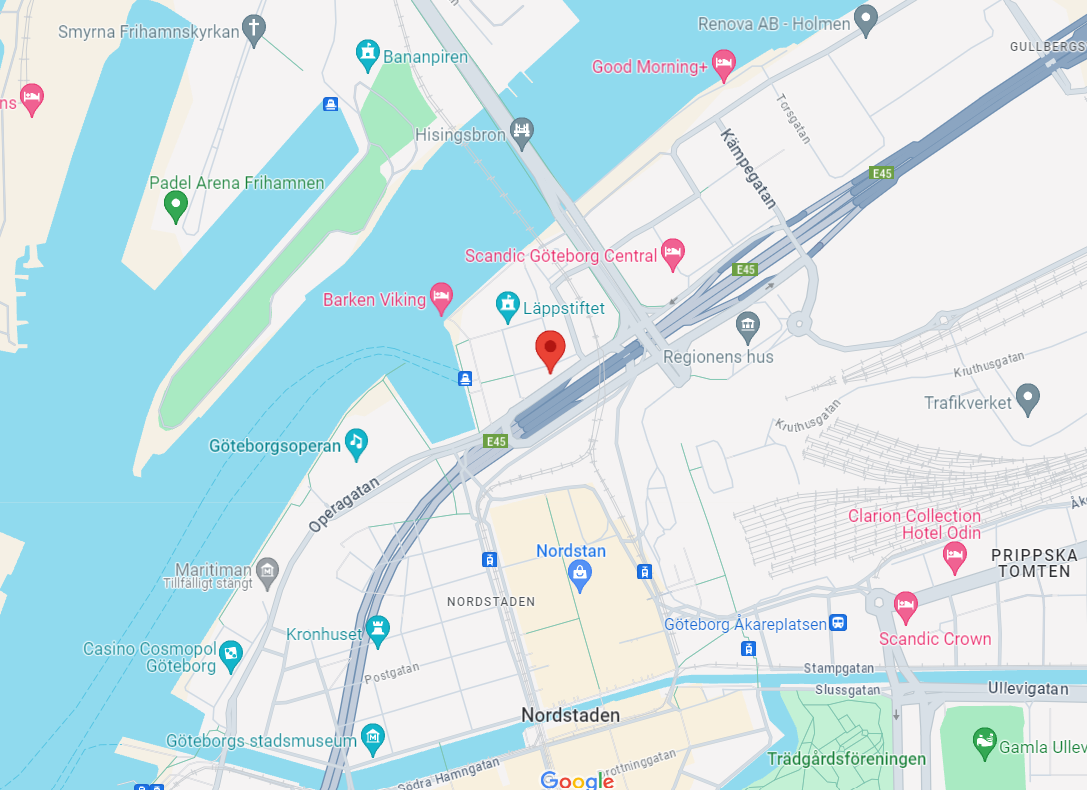 Smyrna Frihamnskyrkan
Renova AB - Holmen
GULLBERGS
Bananpiren
Good Morning+
ns
Torsgatan
Hisingsbron
Kämpegatan
E45
Padel Arena Frihamnen
Scandic Göteborg Central
E45
Barken Viking
Läppstiftet
Regionens hus
Kruthusgatan
Trafikverket
Kruthusgatan
Göteborgsoperan
E45
Operagatan
Clarion Collection
Hotel Odin
Nordstan
PRIPPSKA
TOMTEN
Maritiman
Tillfälligt stängt
NORDSTADEN
Göteborg Åkareplatsen
Kronhuset
Scandic Crown
Casino Cosmopol
Göteborg
Postgatan
Stampgatan
Slussgatan
Ullevigatan
Nordstaden
Göteborgs stadsmuseum
Gamla Ullev
Trädgårdsföreningen
Södra Hamngatan
rottninggatan
Google